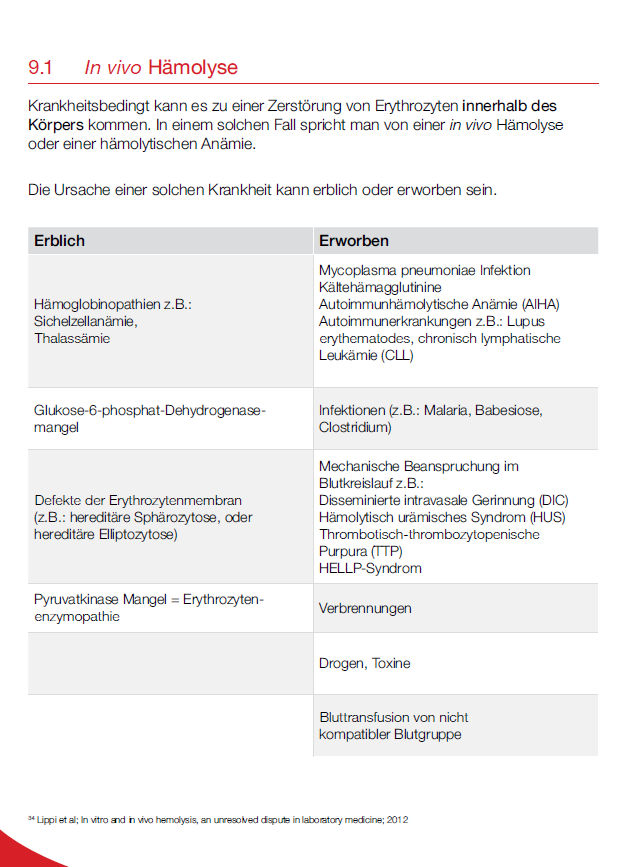 9.1 In vivo Hämolyse
Krankheitsbedingt kann es zu einer Zerstörung von Erythrozyten innerhalb des
Körpers kommen. In einem solchen Fall spricht man von einer in vivo Hämolyse
oder einer hämolytischen Anämie.
Die Ursache einer solchen Krankheit kann erblich oder erworben sein.
Erblich Erworben
Hämoglobinopathien z.B.:
Sichelzellanämie,
Thalassämie
Mycoplasma pneumoniae Infektion
Kältehämagglutinine
Autoimmunhämolytische Anämie (AIHA)
Autoimmunerkrankungen z.B.: Lupus
erythematodes, chronisch lymphatische
Leukämie (CLL)
Glukose-6-phosphat-Dehydrogenase-
mangel
Infektionen (z.B.: Malaria, Babesiose,
Clostridium)
Defekte der Erythrozytenmembran
(z.B.: hereditäre Sphärozytose, oder
hereditäre Elliptozytose)
Mechanische Beanspruchung im
Blutkreislauf z.B.:
Disseminierte intravasale Gerinnung (DIC)
Hämolytisch urämisches Syndrom (HUS)
Thrombotisch-thrombozytopenische
Purpura (TTP)
HELLP-Syndrom
Pyruvatkinase Mangel = Erythrozyten-
enzymopathie
Verbrennungen
Drogen, Toxine
Bluttransfusion von nicht
kompatibler Blutgruppe
34 Lippi et al; In vitro and in vivo hemolysis, an unresolved dispute in laboratory medicine; 2012